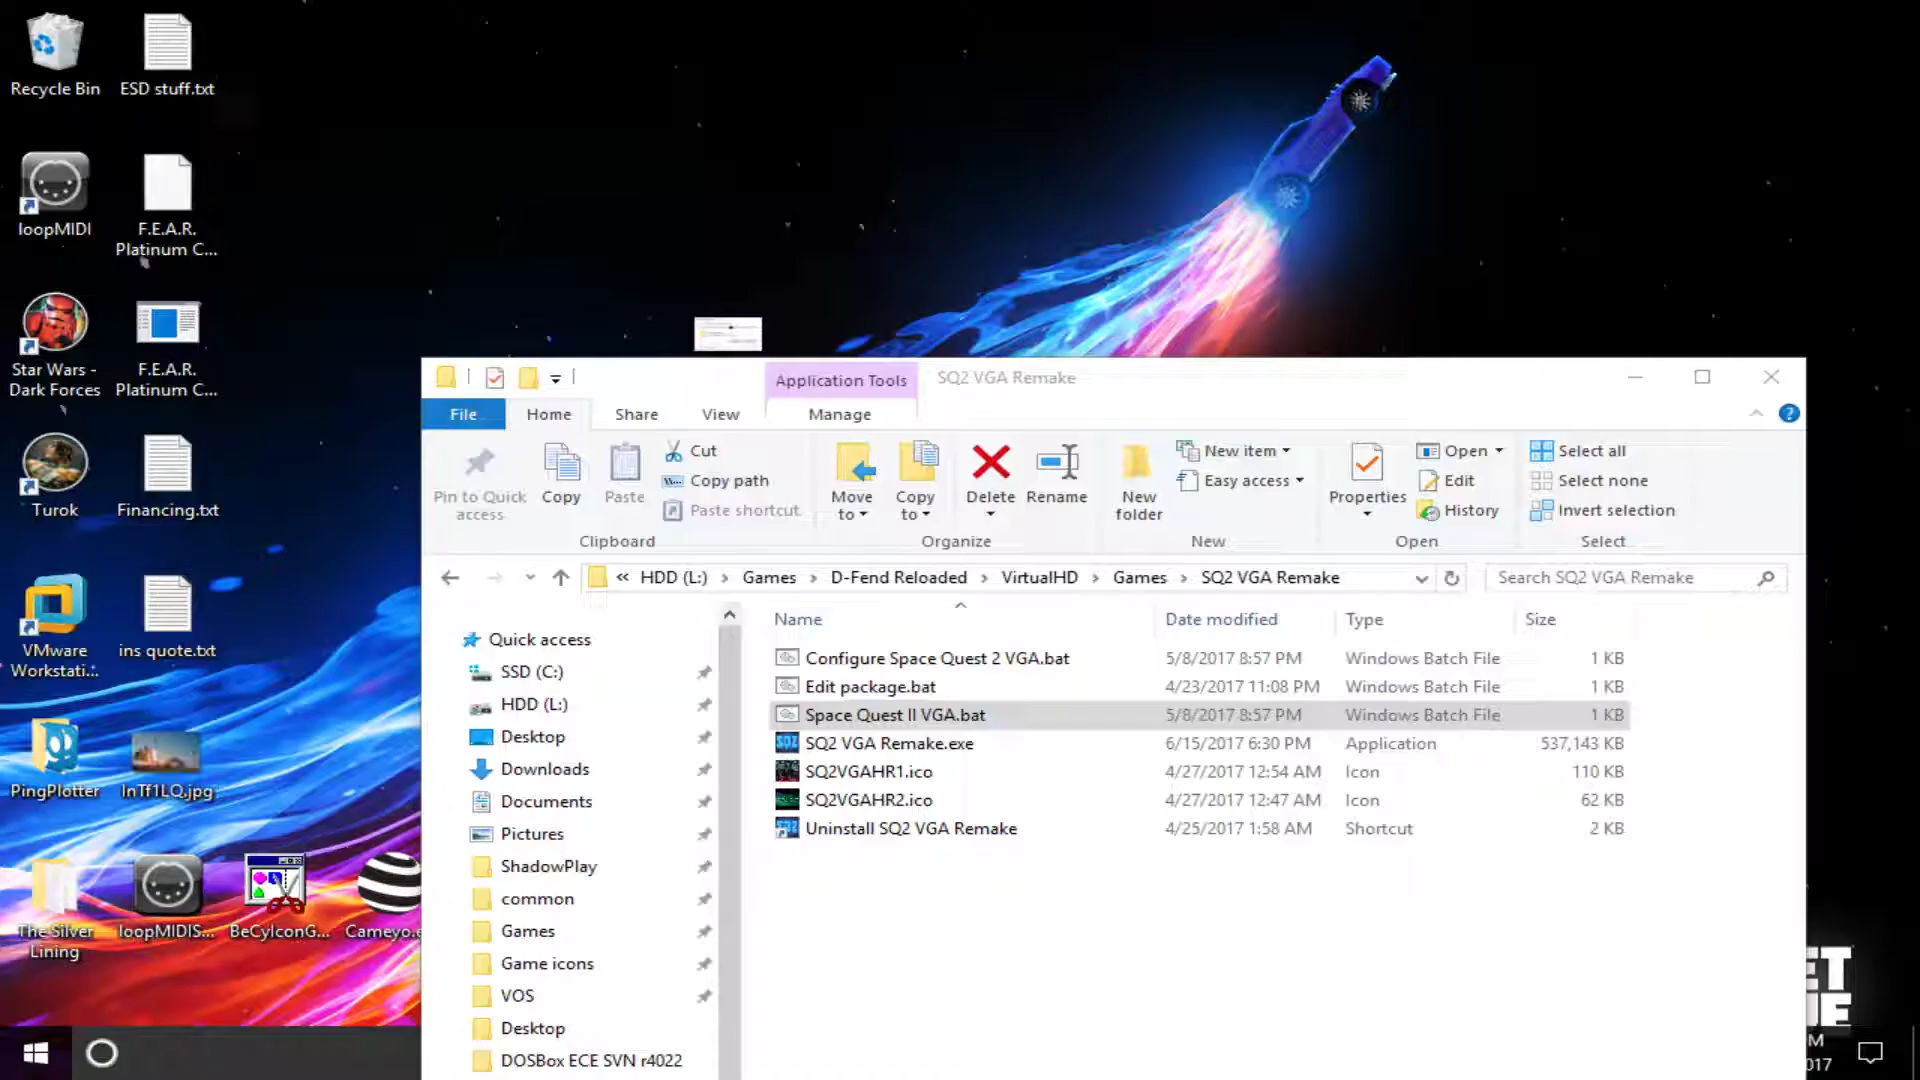 Recycle Bin
ESD stuff.txt
loopMIDI
F.E.A.R.
Platinum C...
Star Wars -
Dark Forces
F.E.A.R.
Platinum C...
Turok
Financing.txt
VMware
Workstati...
ins quote.txt
PingPlotter
InTf1LQ.jpg
The Silver
Lining
loopMIDIS...
BeCyIconG...
Cameyo.e
Application Tools
SQ2 VGA Remake
File
Home
Share
View
Manage
Pin to Quick
access
Copy
Paste
Cut
Copy path
Paste shortcut
Clipboard
Move
to
Copy
to
Delete
Rename
Organize
New
folder
New item
Easy access
New
Properties
Open
Edit
History
Open
Select all
Select none
Invert selection
Select
« HDD (L:) > Games > D-Fend Reloaded > VirtualHD > Games > SQ2 VGA Remake
Search SQ2 VGA Remake
Quick access
SSD (C:)
HDD (L:)
Desktop
Downloads
Documents
Pictures
ShadowPlay
common
Games
Game icons
VOS
Desktop
DOSBox ECE SVN r4022
Name Date modified Type Size
Configure Space Quest 2 VGA.bat 5/8/2017 8:57 PM Windows Batch File 1 KB
Edit package.bat 4/23/2017 11:08 PM Windows Batch File 1 KB
Space Quest II VGA.bat 5/8/2017 8:57 PM Windows Batch File 1 KB
SQ2 VGA Remake.exe 6/15/2017 6:30 PM Application 537,143 KB
SQ2VGAHR1.ico 4/27/2017 12:54 AM Icon 110 KB
SQ2VGAHR2.ico 4/27/2017 12:47 AM Icon 62 KB
Uninstall SQ2 VGA Remake 4/25/2017 1:58 AM Shortcut 2 KB
ET
NE
M
017